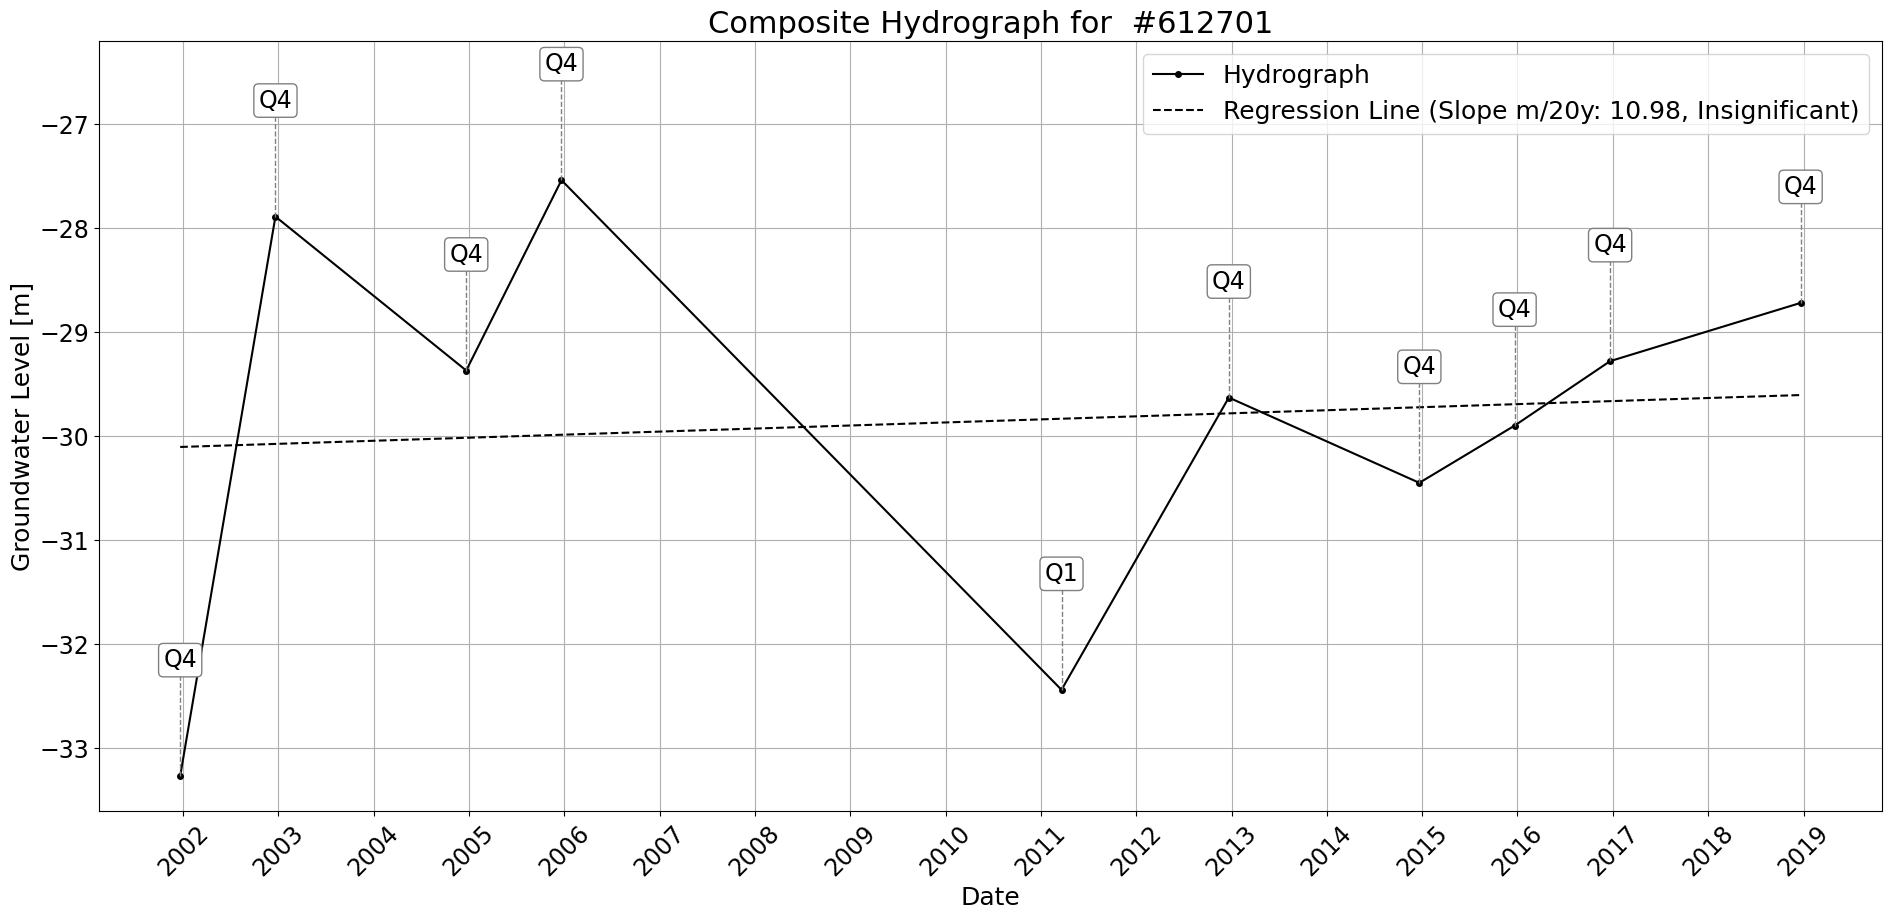 Composite Hydrograph for  #612701
Hydrograph
Regression Line (Slope m/20y: 10.98, Insignificant)
Q4
Q4
Q4
Q4
Q1
Q4
Q4
Q4
Q4
Q4
Groundwater Level [m]
−27
−28
−29
−30
−31
−32
−33
2002
2003
2004
2005
2006
2007
2008
2009
2010
2011
2012
2013
2014
2015
2016
2017
2018
2019
Date